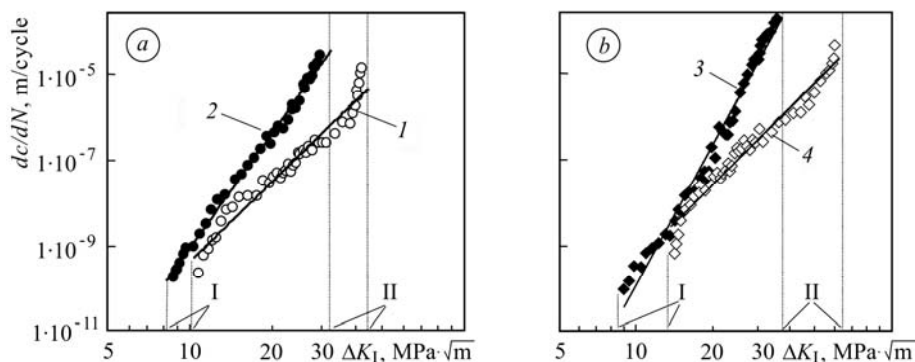 a
b
dc/dN, m/cycle
1·10⁻⁵
1·10⁻⁷
1·10⁻⁹
1·10⁻¹¹
2
1
3
4
I
II
I
II
5
10
20
30
ΔK_I, MPa·√m
5
10
20
30
ΔK_I, MPa·√m